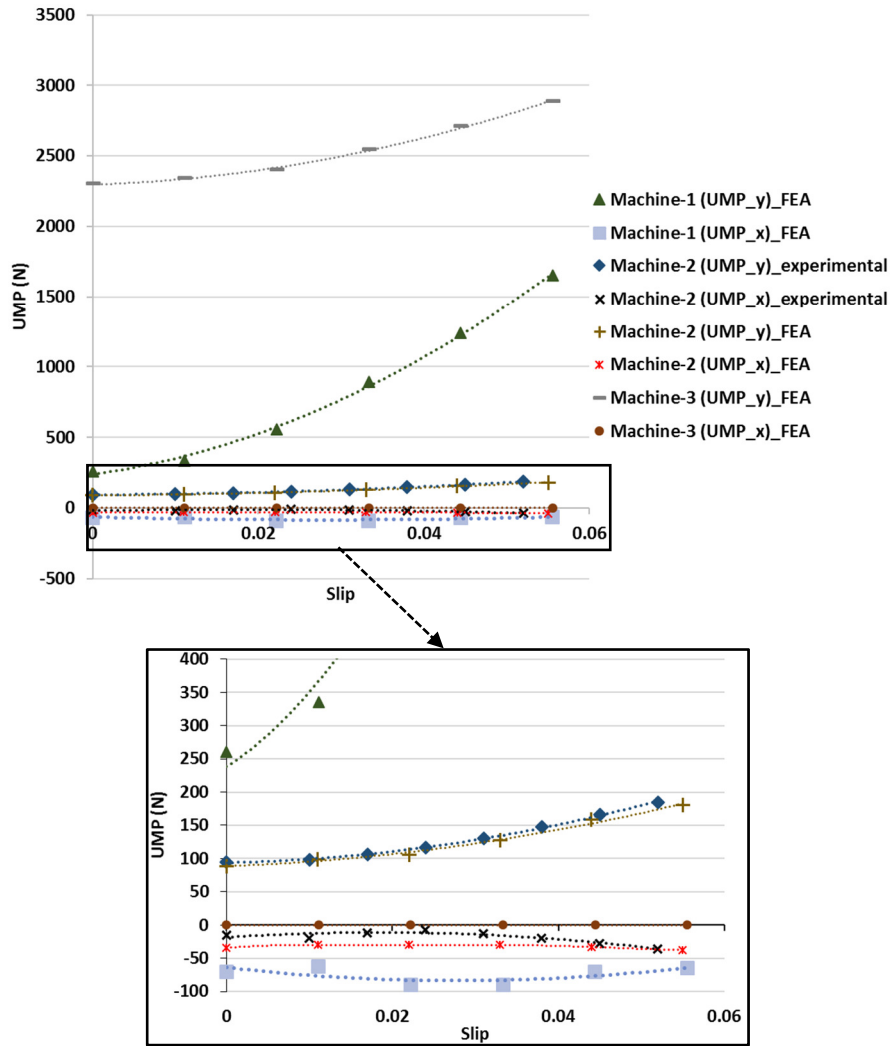 3500
3000
2500
2000
1500
1000
500
0
-500
UMP (N)
0
0.02
0.04
0.06
Slip
Machine-1 (UMP_y)_FEA
Machine-1 (UMP_x)_FEA
Machine-2 (UMP_y)_experimental
Machine-2 (UMP_x)_experimental
Machine-2 (UMP_y)_FEA
Machine-2 (UMP_x)_FEA
Machine-3 (UMP_y)_FEA
Machine-3 (UMP_x)_FEA
400
350
300
250
200
150
100
50
0
-50
-100
UMP (N)
0
0.02
0.04
0.06
Slip